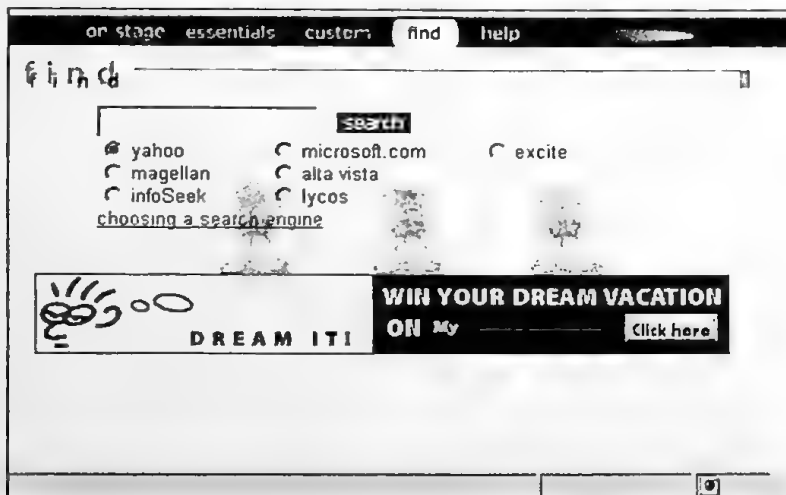 on stage essentials custom find help
find
search
yahoo microsoft.com excite
magellan alta vista
infoSeek lycos
choosing a search engine
WIN YOUR DREAM VACATION
DREAM IT! ON My Click here